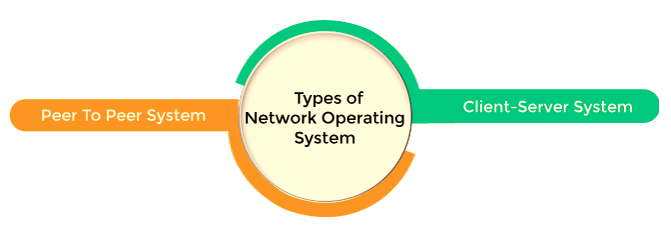 Types of
Network Operating
System
Peer To Peer System
Client-Server System